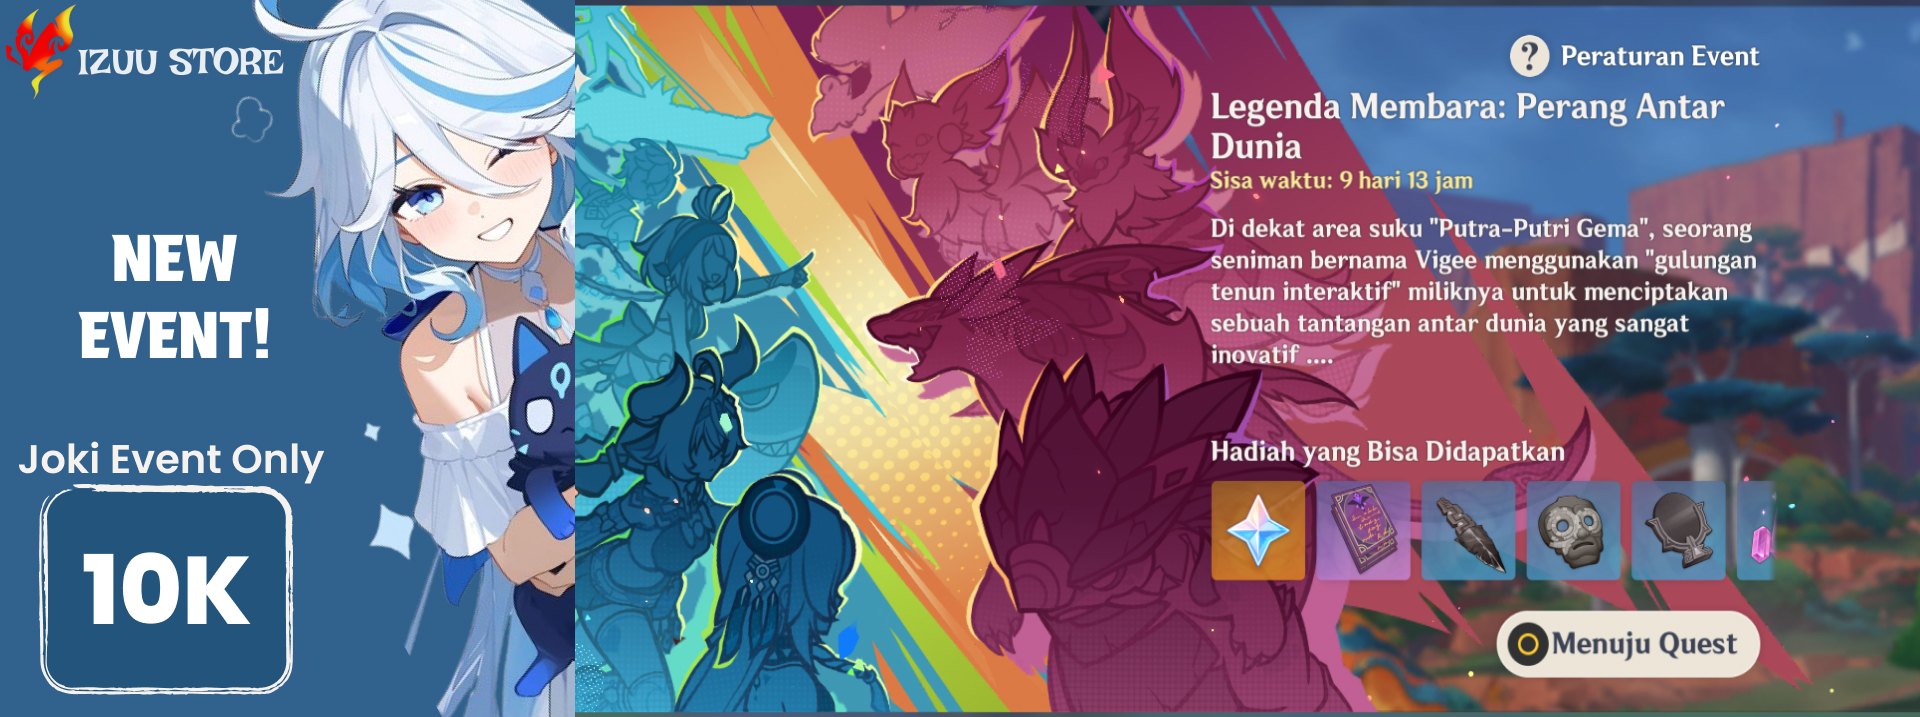 IZUU STORE
NEW
EVENT!
Joki Event Only
10K
? Peraturan Event
Legenda Membara: Perang Antar
Dunia
Sisa waktu: 9 hari 13 jam
Di dekat area suku "Putra-Putri Gema", seorang
seniman bernama Vigee menggunakan "gulungan
tenun interaktif" miliknya untuk menciptakan
sebuah tantangan antar dunia yang sangat
inovatif ....
Hadiah yang Bisa Didapatkan
Menuju Quest